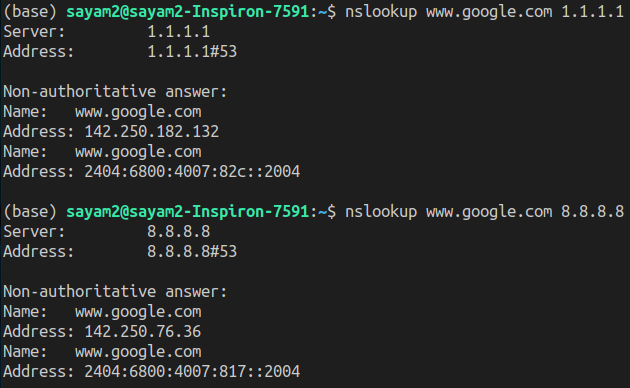 (base) sayam2@sayam2-Inspiron-7591:~$ nslookup www.google.com 1.1.1.1
Server:         1.1.1.1
Address:        1.1.1.1#53

Non-authoritative answer:
Name:   www.google.com
Address: 142.250.182.132
Name:   www.google.com
Address: 2404:6800:4007:82c::2004

(base) sayam2@sayam2-Inspiron-7591:~$ nslookup www.google.com 8.8.8.8
Server:         8.8.8.8
Address:        8.8.8.8#53

Non-authoritative answer:
Name:   www.google.com
Address: 142.250.76.36
Name:   www.google.com
Address: 2404:6800:4007:817::2004